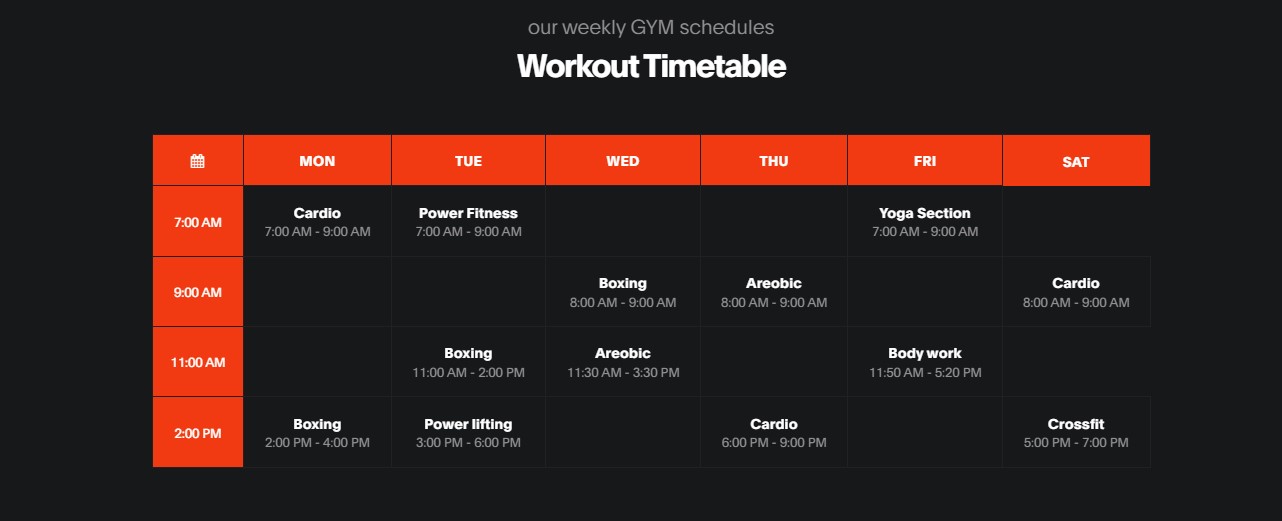 our weekly GYM schedules
Workout Timetable
MON TUE WED THU FRI SAT
7:00 AM Cardio Power Fitness Yoga Section
7:00 AM - 9:00 AM 7:00 AM - 9:00 AM 7:00 AM - 9:00 AM
9:00 AM Boxing Areobic Cardio
8:00 AM - 9:00 AM 8:00 AM - 9:00 AM 8:00 AM - 9:00 AM
11:00 AM Boxing Areobic Body work
11:00 AM - 2:00 PM 11:30 AM - 3:30 PM 11:50 AM - 5:20 PM
2:00 PM Boxing Power lifting Cardio Crossfit
2:00 PM - 4:00 PM 3:00 PM - 6:00 PM 6:00 PM - 9:00 PM 5:00 PM - 7:00 PM